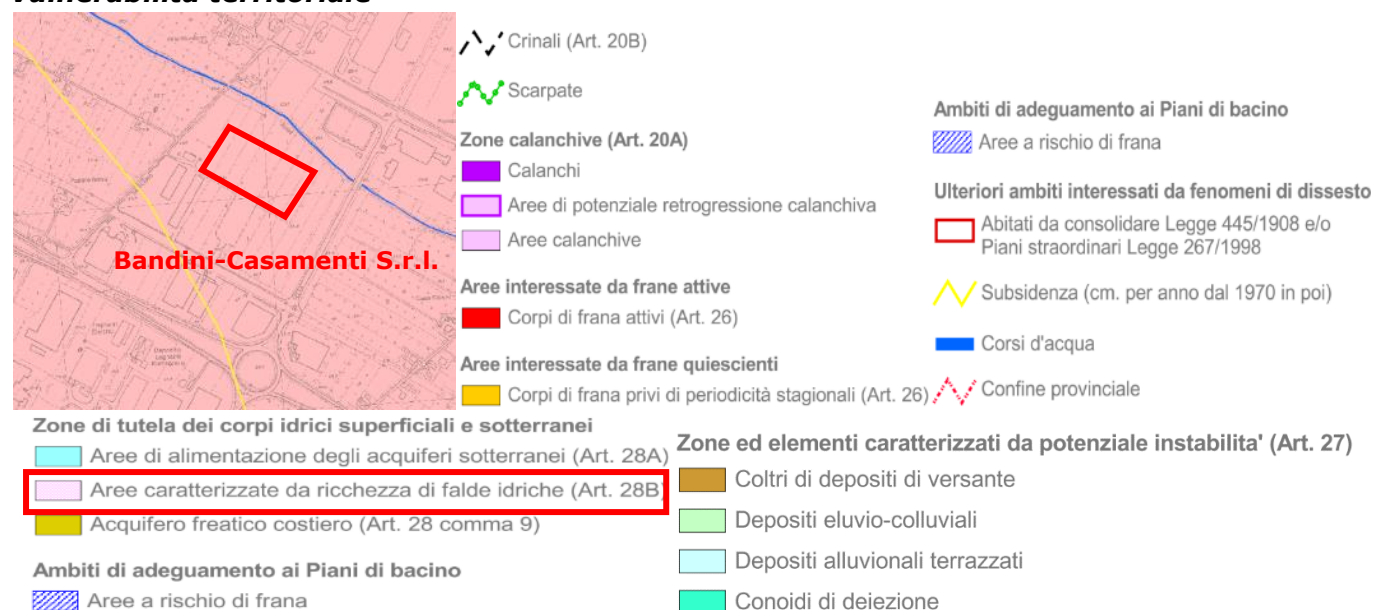 Vulnerabilità territoriale
Bandini-Casamenti S.r.l.
Crinali (Art. 20B)
Scarpate
Zone calanchive (Art. 20A)
Calanchi
Aree di potenziale retrogressione calanchiva
Aree calanchive
Aree interessate da frane attive
Corpi di frana attivi (Art. 26)
Aree interessate da frane quiescienti
Corpi di frana privi di periodicità stagionali (Art. 26)
Ambiti di adeguamento ai Piani di bacino
Aree a rischio di frana
Ulteriori ambiti interessati da fenomeni di dissesto
Abitati da consolidare Legge 445/1908 e/o
Piani straordinari Legge 267/1998
Subsidenza (cm. per anno dal 1970 in poi)
Corsi d'acqua
Confine provinciale
Zone di tutela dei corpi idrici superficiali e sotterranei
Aree di alimentazione degli acquiferi sotterranei (Art. 28A)
Aree caratterizzate da ricchezza di falde idriche (Art. 28B)
Acquifero freatico costiero (Art. 28 comma 9)
Ambiti di adeguamento ai Piani di bacino
Aree a rischio di frana
Zone ed elementi caratterizzati da potenziale instabilita' (Art. 27)
Coltri di depositi di versante
Depositi eluvio-colluviali
Depositi alluvionali terrazzati
Conoidi di deiezione